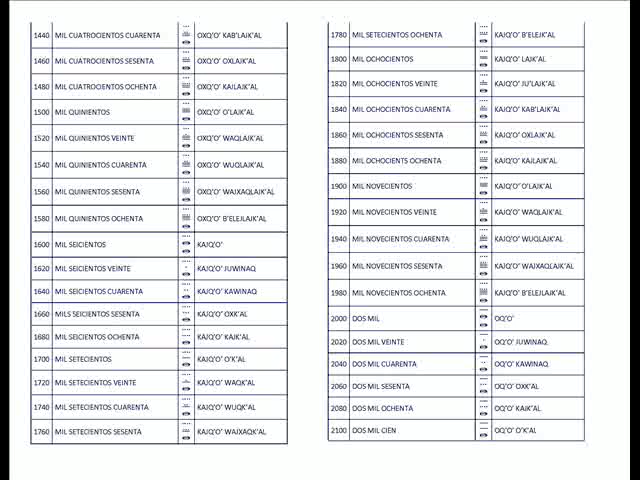 1440 MIL CUATROCIENTOS CUARENTA OXQ'O' KAB'LAJK'AL
1460 MIL CUATROCIENTOS SESENTA OXQ'O' OXLAJK'AL
1480 MIL CUATROCIENTOS OCHENTA OXQ'O' KAJLAJK'AL
1500 MIL QUINIENTOS OXQ'O' O'LAJK'AL
1520 MIL QUINIENTOS VEINTE OXQ'O' WAQLAJK'AL
1540 MIL QUINIENTOS CUARENTA OXQ'O' WUQLAJK'AL
1560 MIL QUINIENTOS SESENTA OXQ'O' WAJXAQLAJK'AL
1580 MIL QUINIENTOS OCHENTA OXQ'O' B'ELEJLAJK'AL
1600 MIL SEICIENTOS KAJQ'O'
1620 MIL SEICIENTOS VEINTE KAJQ'O' JUWINAQ
1640 MIL SEICIENTOS CUARENTA KAJQ'O' KAWINAQ
1660 MILS SEICIENTOS SESENTA KAJQ'O' OXK'AL
1680 MIL SEICIENTOS OCHENTA KAJQ'O' KAJK'AL
1700 MIL SETECIENTOS KAJQ'O' O'K'AL
1720 MIL SETECIENTOS VEINTE KAJQ'O' WAQK'AL
1740 MIL SETECIENTOS CUARENTA KAJQ'O' WUQK'AL
1760 MIL SETECIENTOS SESENTA KAJQ'O' WAJXAQK'AL
1780 MIL SETECIENTOS OCHENTA KAJQ'O' B'ELEJK'AL
1800 MIL OCHOCIENTOS KAJQ'O' LAJK'AL
1820 MIL OCHOCIENTOS VEINTE KAJQ'O' JU'LAJK'AL
1840 MIL OCHOCIENTOS CUARENTA KAJQ'O' KAB'LAJK'AL
1860 MIL OCHOCIENTOS SESENTA KAJQ'O' OXLAJK'AL
1880 MIL OCHOCIENTS OCHENTA KAJQ'O' KAJLAJK'AL
1900 MIL NOVECIENTOS KAJQ'O' O'LAJK'AL
1920 MIL NOVECIENTOS VEINTE KAJQ'O' WAQLAJK'AL
1940 MIL NOVECIENTOS CUARENTA KAJQ'O' WUQLAJK'AL
1960 MIL NOVECIENTOS SESENTA KAJQ'O' WAJXAQLAJK'AL
1980 MIL NOVECIENTOS OCHENTA KAJQ'O' B'ELEJLAJK'AL
2000 DOS MIL OQ'O'
2020 DOS MIL VEINTE OQ'O' JUWINAQ
2040 DOS MIL CUARENTA OQ'O' KAWINAQ
2060 DOS MIL SESENTA OQ'O' OXK'AL
2080 DOS MIL OCHENTA OQ'O' KAJK'AL
2100 DOS MIL CIEN OQ'O' O'K'AL